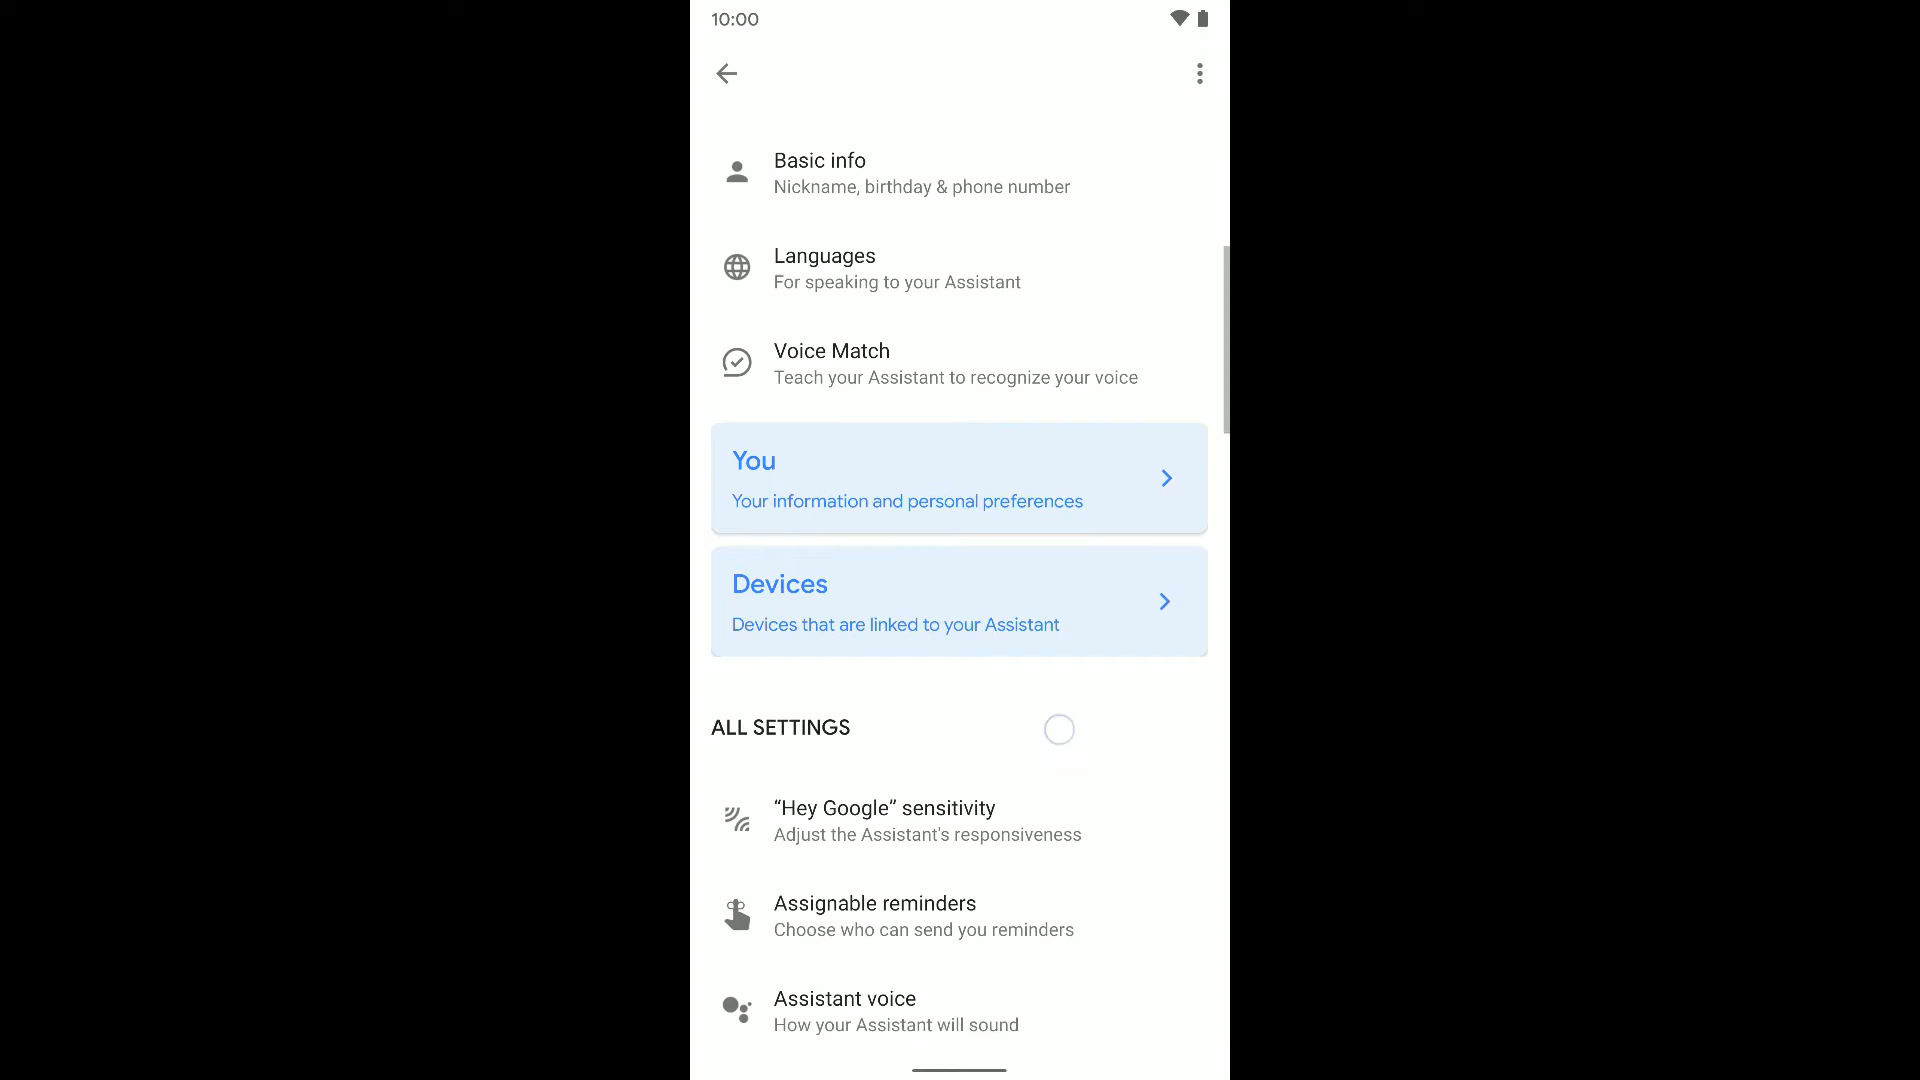 10:00
Basic info
Nickname, birthday & phone number
Languages
For speaking to your Assistant
Voice Match
Teach your Assistant to recognize your voice
You
Your information and personal preferences
Devices
Devices that are linked to your Assistant
ALL SETTINGS
“Hey Google” sensitivity
Adjust the Assistant's responsiveness
Assignable reminders
Choose who can send you reminders
Assistant voice
How your Assistant will sound